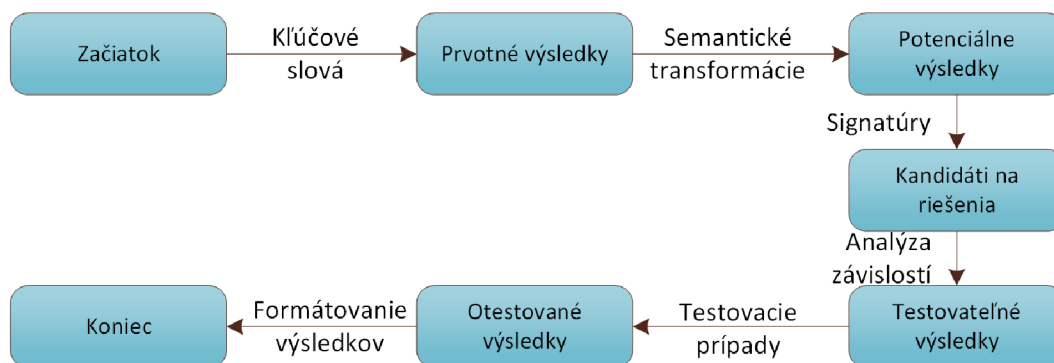 Začiatok
Kľúčové
slová
Prvotné výsledky
Semantické
transformácie
Potenciálne
výsledky
Signatúry
Kandidáti na
riešenia
Analýza
závislostí
Testovateľné
výsledky
Testovacie
prípady
Otestované
výsledky
Formátovanie
výsledkov
Koniec